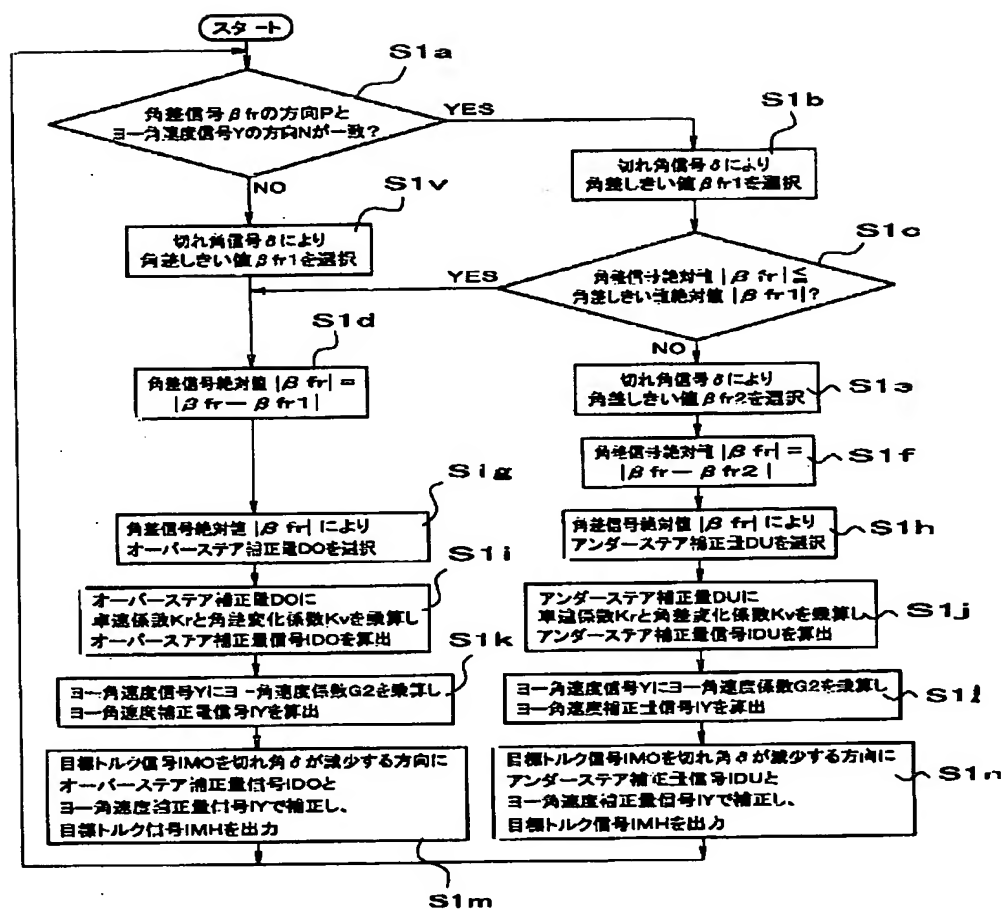 スタート
S1a
角差信号βfrの方向Pと
ヨー角速度信号Yの方向Nが一致?
YES
NO
S1b
切れ角信号δにより
角差しきい値βfr1を選択
S1v
切れ角信号δにより
角差しきい値βfr1を選択
S1c
角差信号絶対値|βfr|≦
角差しきい値絶対値|βfr1|?
YES
NO
S1d
角差信号絶対値|βfr|=
|βfr-βfr1|
S1e
切れ角信号δにより
角差しきい値βfr2を選択
S1f
角差信号絶対値|βfr|=
|βfr-βfr2|
S1g
角差信号絶対値|βfr|により
オーバーステア補正量DOを選択
S1h
角差信号絶対値|βfr|により
アンダーステア補正量DUを選択
S1i
オーバーステア補正量DOに
車速係数Krと角差変化係数Kvを乗算し
オーバーステア補正量信号IDOを算出
S1j
アンダーステア補正量DUに
車速係数Krと角差変化係数Kvを乗算し
アンダーステア補正量信号IDUを算出
S1k
ヨー角速度信号Yにヨー角速度係数G2を乗算し
ヨー角速度補正量信号IYを算出
S1l
ヨー角速度信号Yにヨー角速度係数G2を乗算し
ヨー角速度補正量信号IYを算出
目標トルク信号IMOを切れ角δが減少する方向に
オーバーステア補正量信号IDOと
ヨー角速度補正量信号IYで補正し、
目標トルク信号IMHを出力
S1m
目標トルク信号IMOを切れ角δが減少する方向に
アンダーステア補正量信号IDUと
ヨー角速度補正量信号IYで補正し、
目標トルク信号IMHを出力
S1n